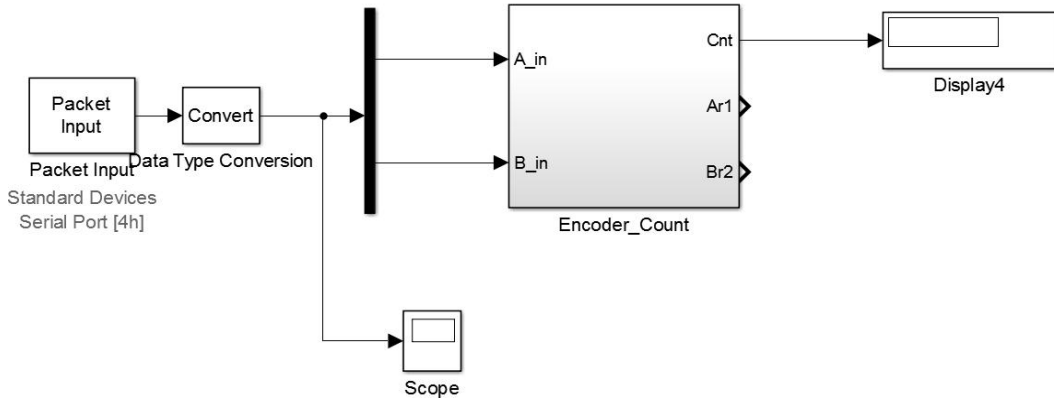 Packet
Input
Packet Input
Standard Devices
Serial Port [4h]
Convert
Data Type Conversion
A_in
B_in
Cnt
Ar1
Br2
Encoder_Count
Display4
Scope